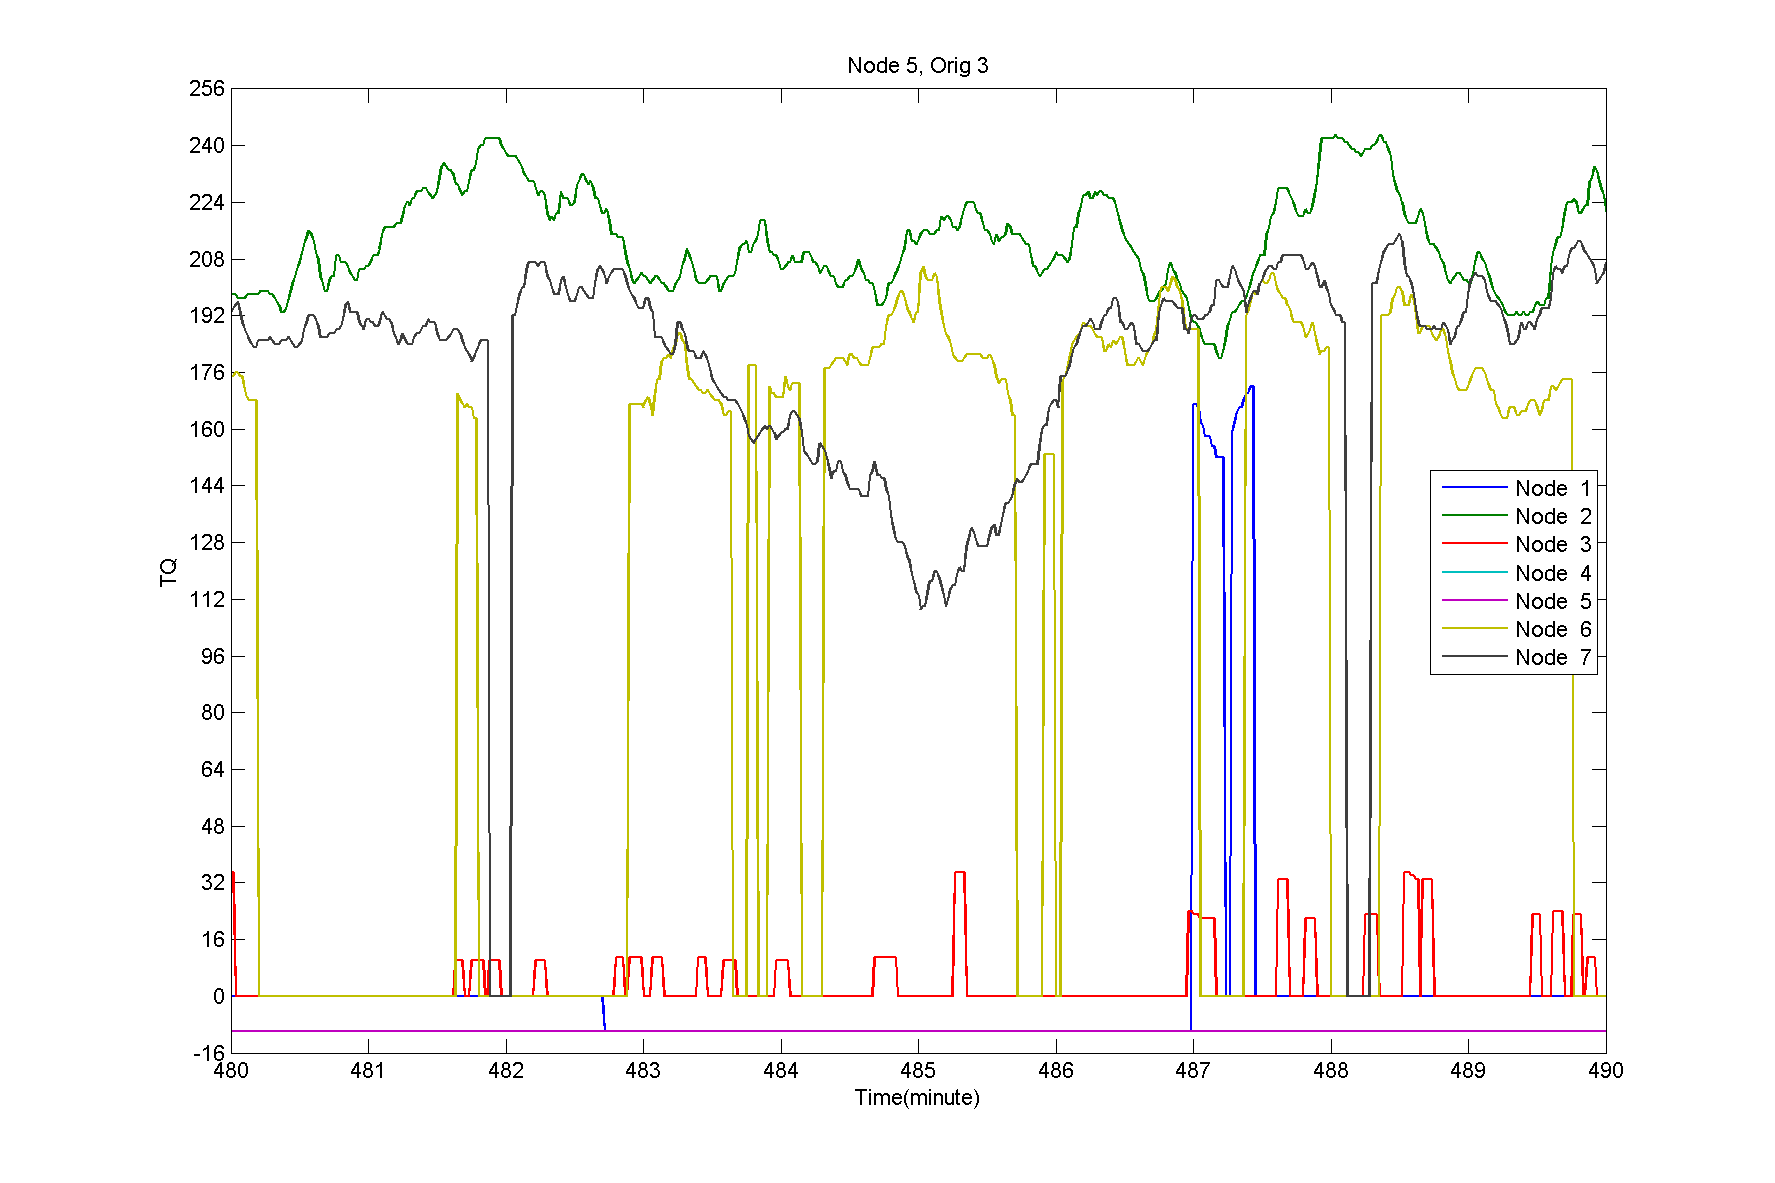 Node 5, Orig 3
256
240
224
208
192
176
160
144
128
112
96
80
64
48
32
16
0
-16
TQ
Node 1
Node 2
Node 3
Node 4
Node 5
Node 6
Node 7
480 481 482 483 484 485 486 487 488 489 490
Time(minute)